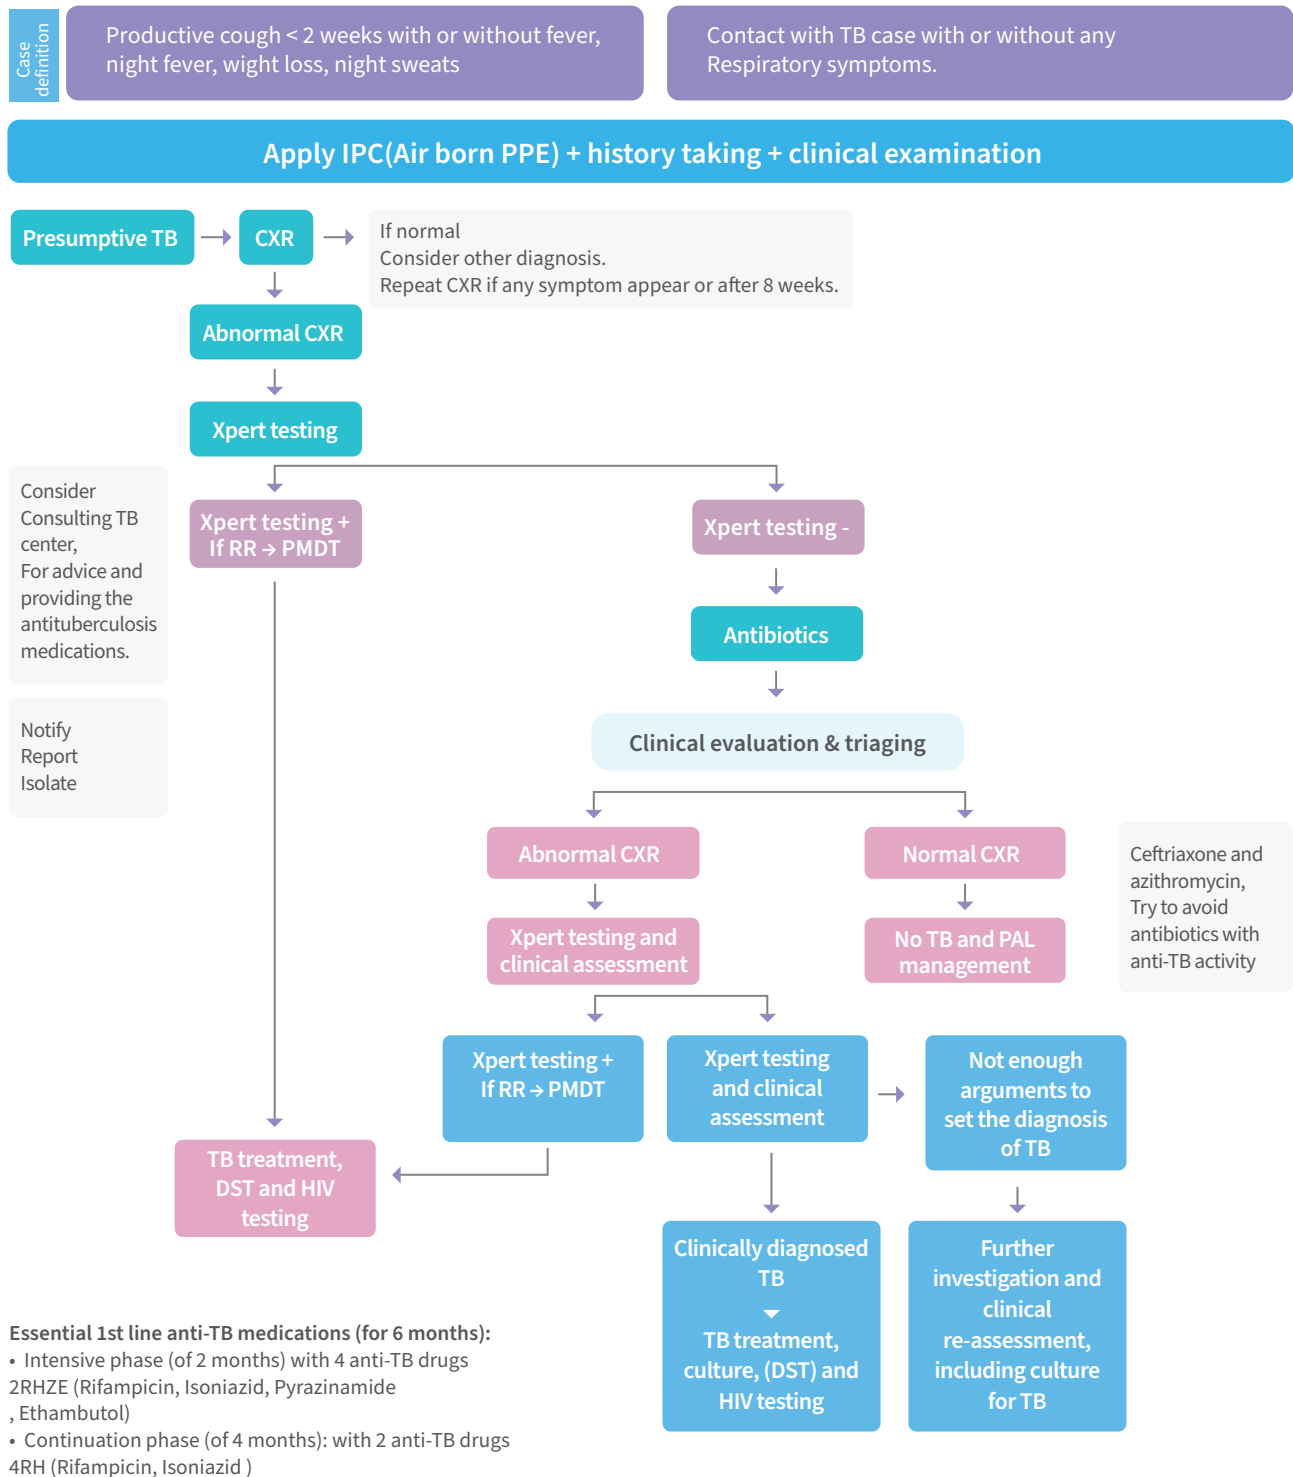 Case
definition
Productive cough < 2 weeks with or without fever,
night fever, wight loss, night sweats
Contact with TB case with or without any
Respiratory symptoms.
Apply IPC(Air born PPE) + history taking + clinical examination
Presumptive TB
CXR
If normal
Consider other diagnosis.
Repeat CXR if any symptom appear or after 8 weeks.
Abnormal CXR
Xpert testing
Consider
Consulting TB
center,
For advice and
providing the
antituberculosis
medications.
Xpert testing +
If RR → PMDT
Xpert testing -
Antibiotics
Notify
Report
Isolate
Clinical evaluation & triaging
Abnormal CXR
Normal CXR
Ceftriaxone and
azithromycin,
Try to avoid
antibiotics with
anti-TB activity
Xpert testing and
clinical assessment
No TB and PAL
management
Xpert testing +
If RR → PMDT
Xpert testing
and clinical
assessment
Not enough
arguments to
set the diagnosis
of TB
TB treatment,
DST and HIV
testing
Clinically diagnosed
TB
TB treatment,
culture, (DST) and
HIV testing
Further
investigation and
clinical
re-assessment,
including culture
for TB
Essential 1st line anti-TB medications (for 6 months):
• Intensive phase (of 2 months) with 4 anti-TB drugs
2RHZE (Rifampicin, Isoniazid, Pyrazinamide
, Ethambutol)
• Continuation phase (of 4 months): with 2 anti-TB drugs
4RH (Rifampicin, Isoniazid )